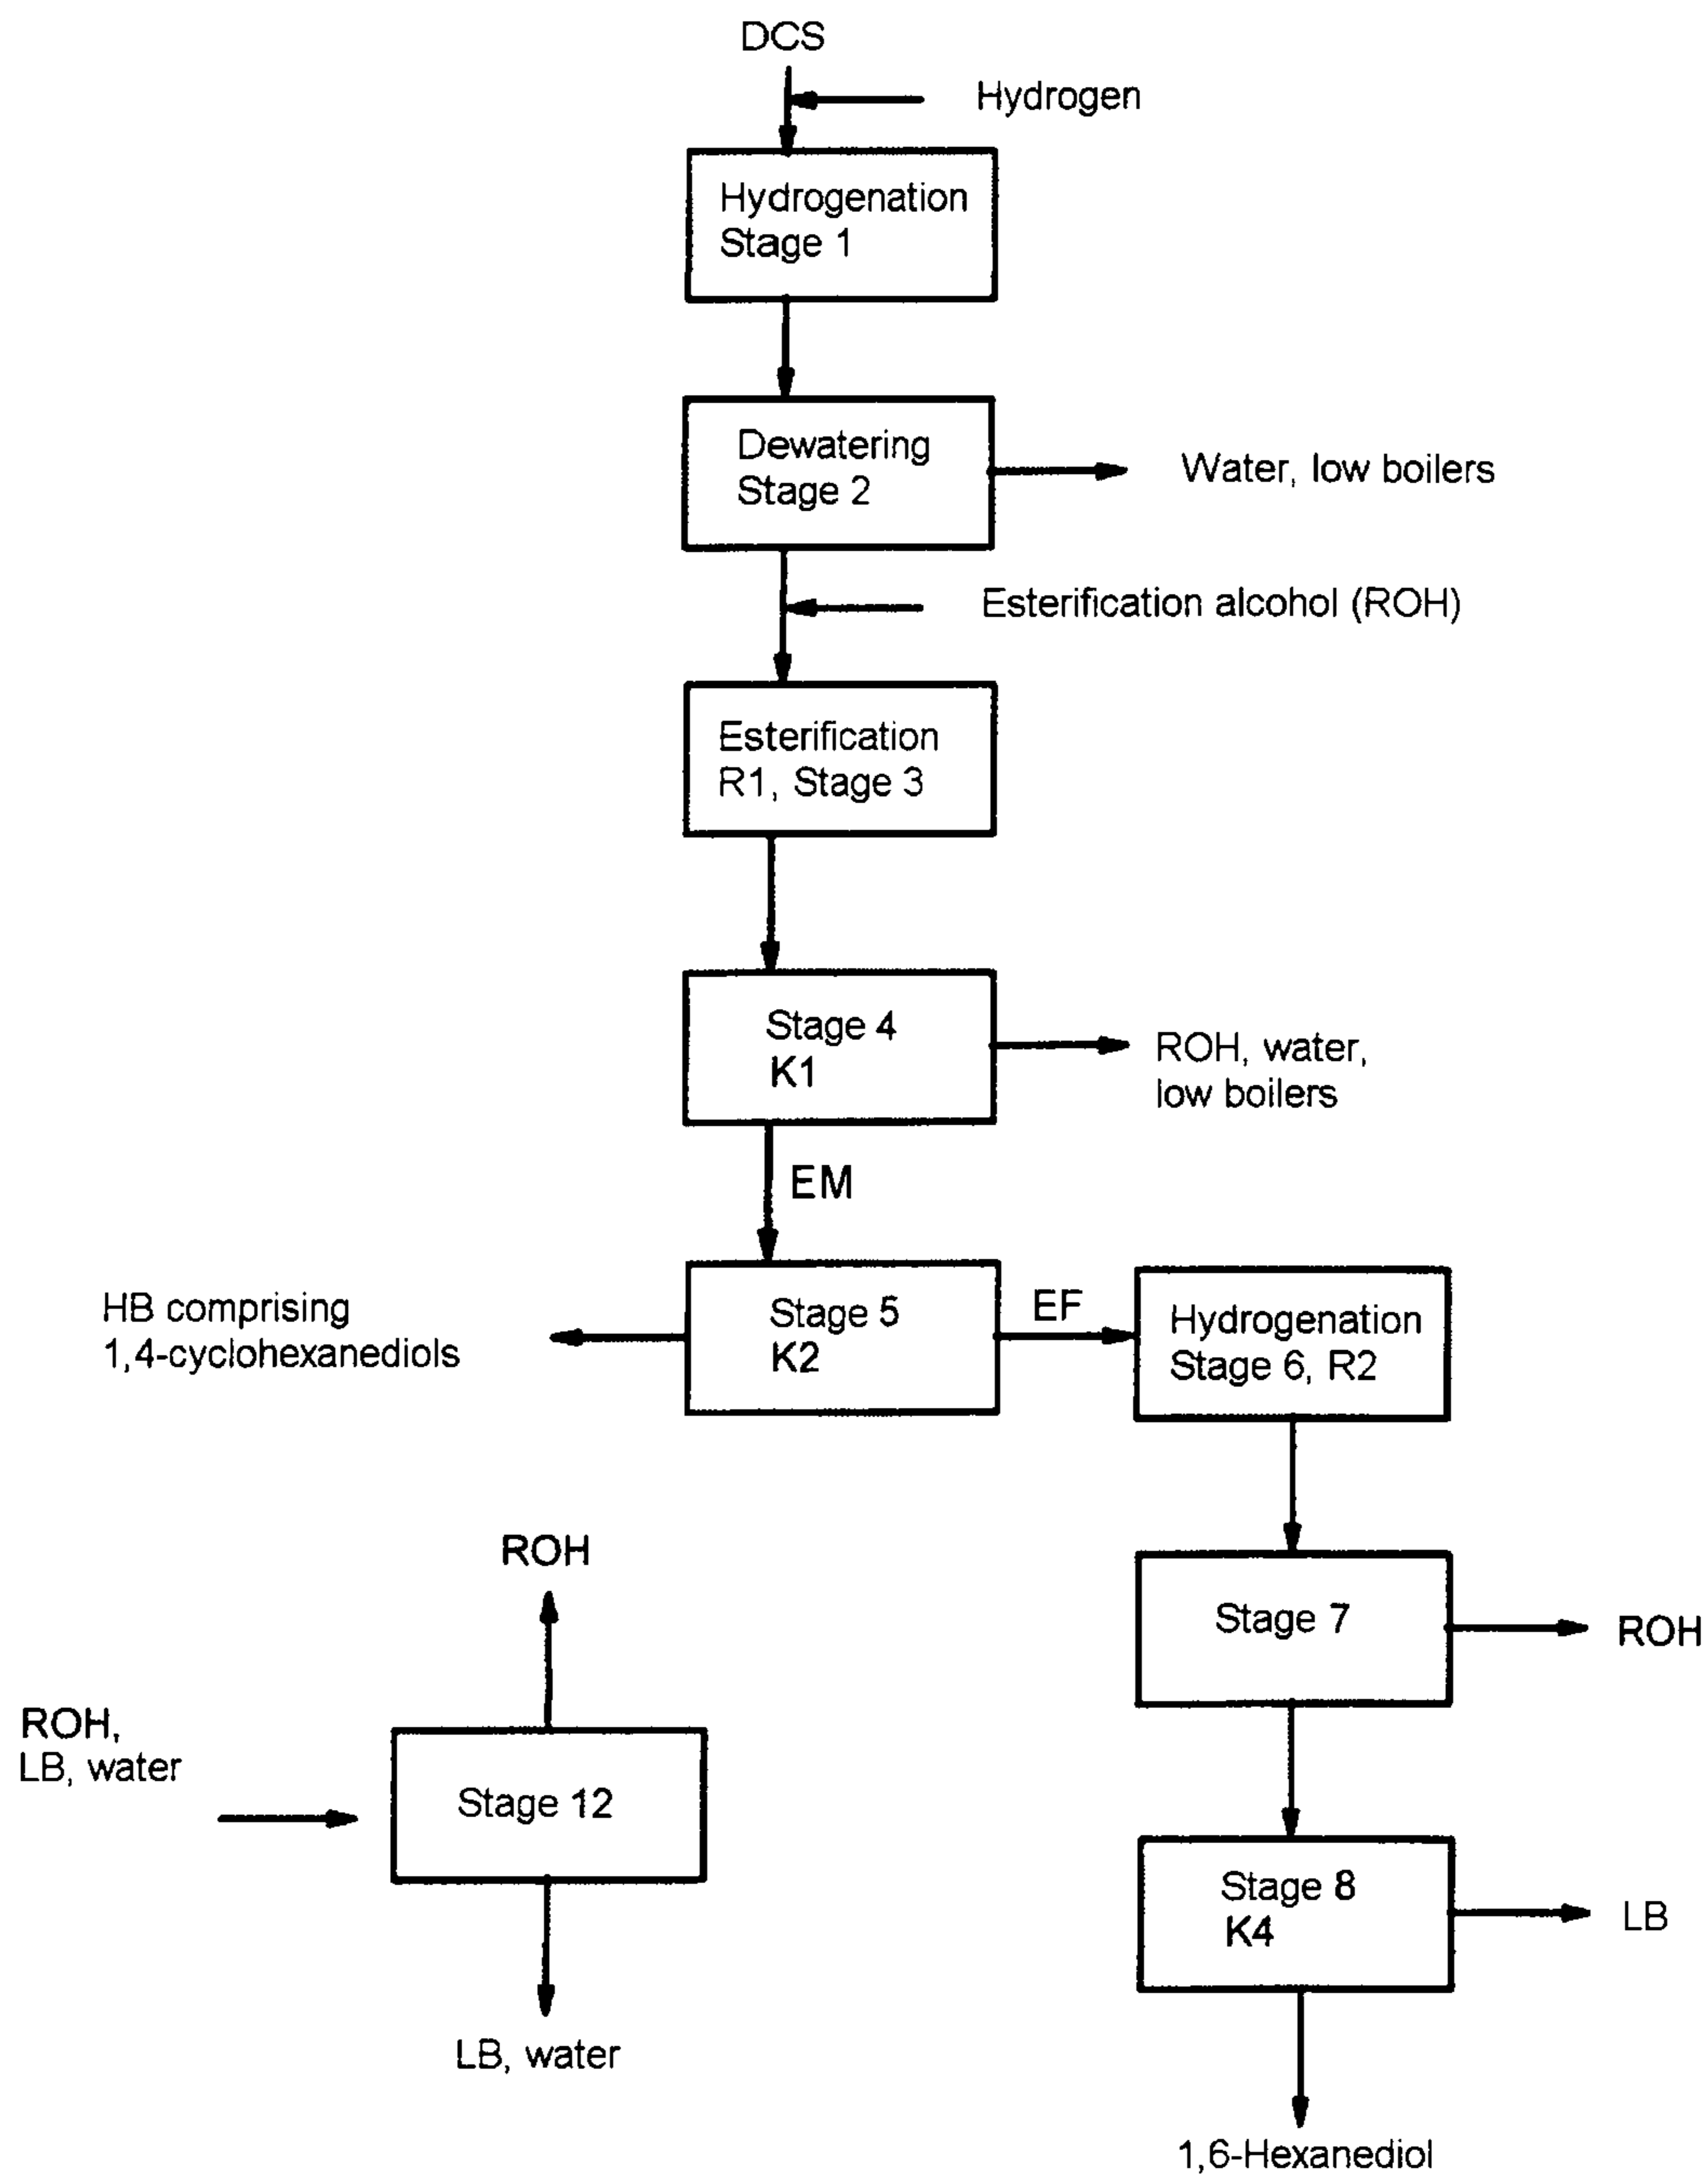 DCS
Hydrogen
Hydrogenation
Stage 1
Dewatering
Stage 2
Water, low boilers
Esterification alcohol (ROH)
Esterification
R1, Stage 3
Stage 4
K1
ROH, water,
low boilers
EM
HB comprising
1,4-cyclohexanediols
Stage 5
K2
EF
Hydrogenation
Stage 6, R2
ROH
Stage 7
ROH
ROH,
LB, water
Stage 12
Stage 8
K4
LB
LB, water
1,6-Hexanediol